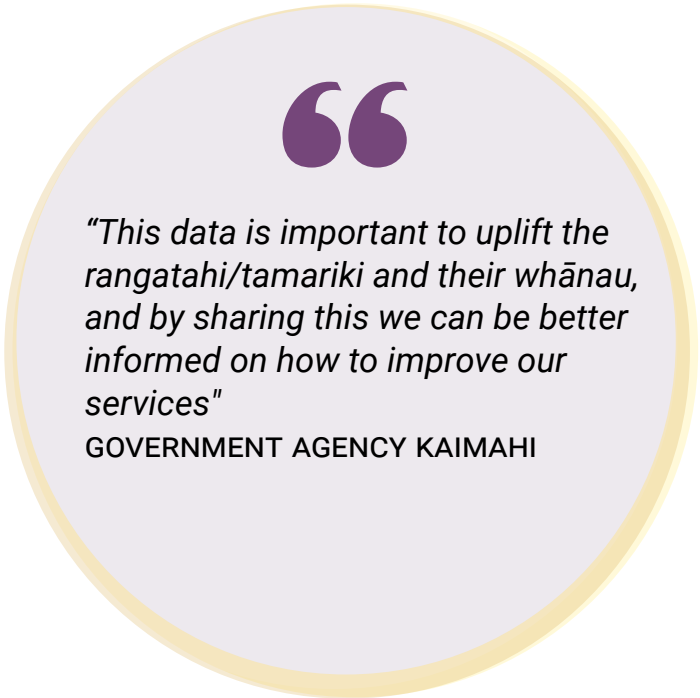 “This data is important to uplift the
rangatahi/tamariki and their whānau,
and by sharing this we can be better
informed on how to improve our
services"
GOVERNMENT AGENCY KAIMAHI